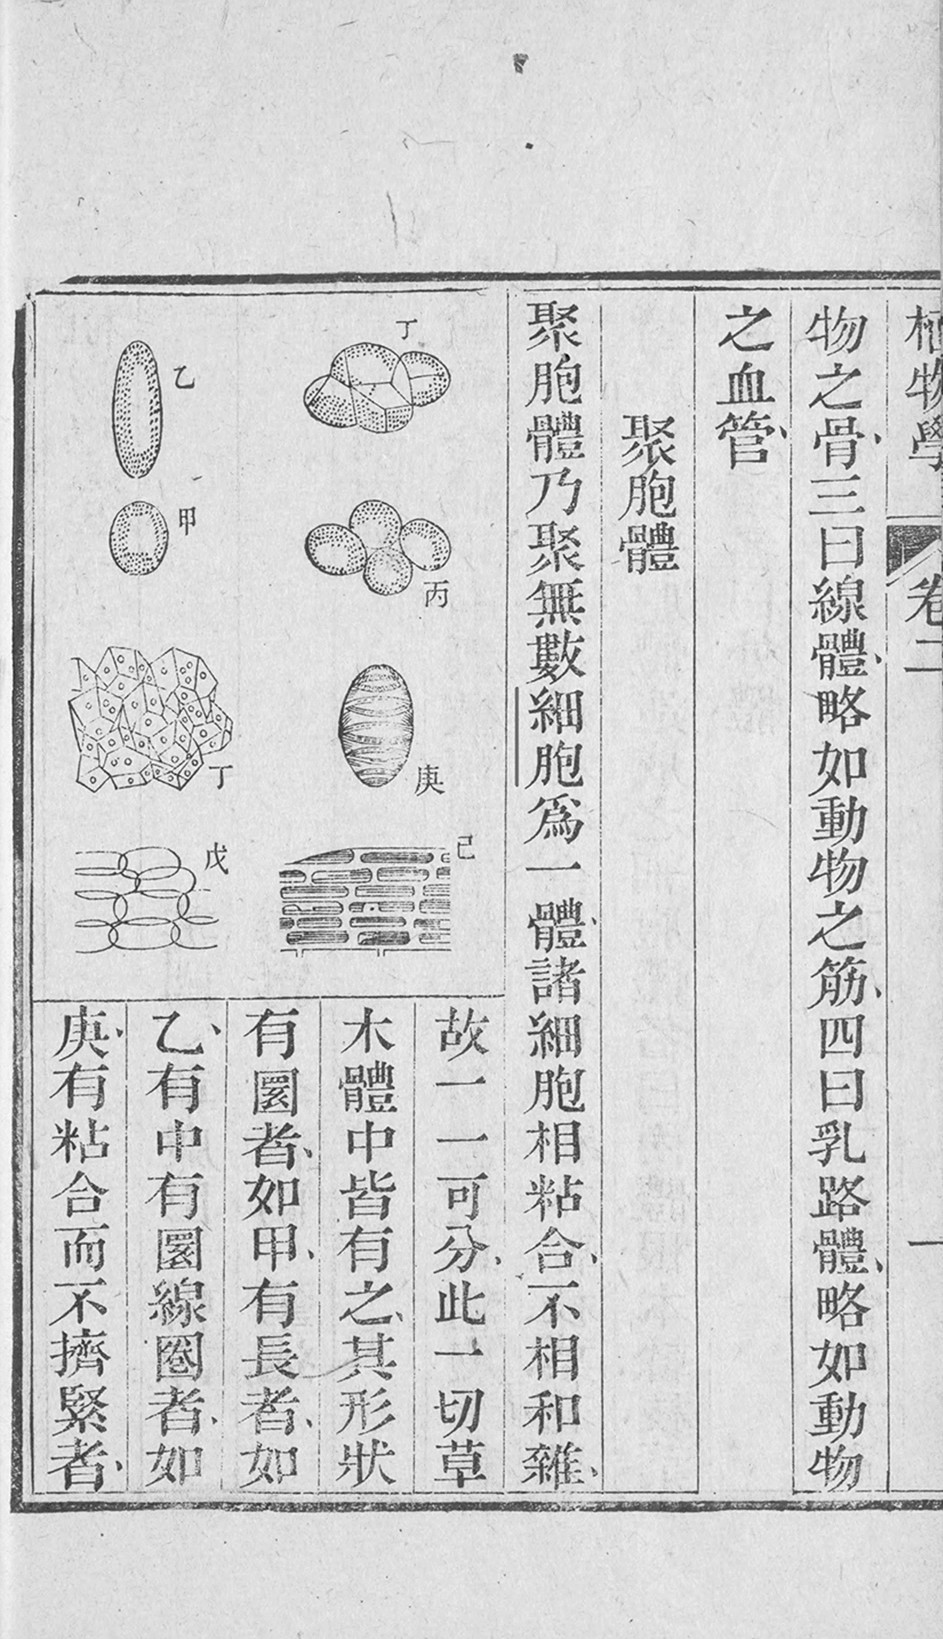 植物學 卷二 一
物之骨、三曰線體、略如動物之筋、四曰乳路體、略如動物
之血管、
聚胞體
聚胞體乃聚無數細胞爲一體、諸細胞相粘合、不相和雜、
故一一可分、此一切草
木體中皆有之、其形狀
有圜者、如甲、有長者、如
乙、有中有圜線圈者、如
庚、有粘合而不擠緊者、
丁
乙
甲
丙
丁
庚
戊
己